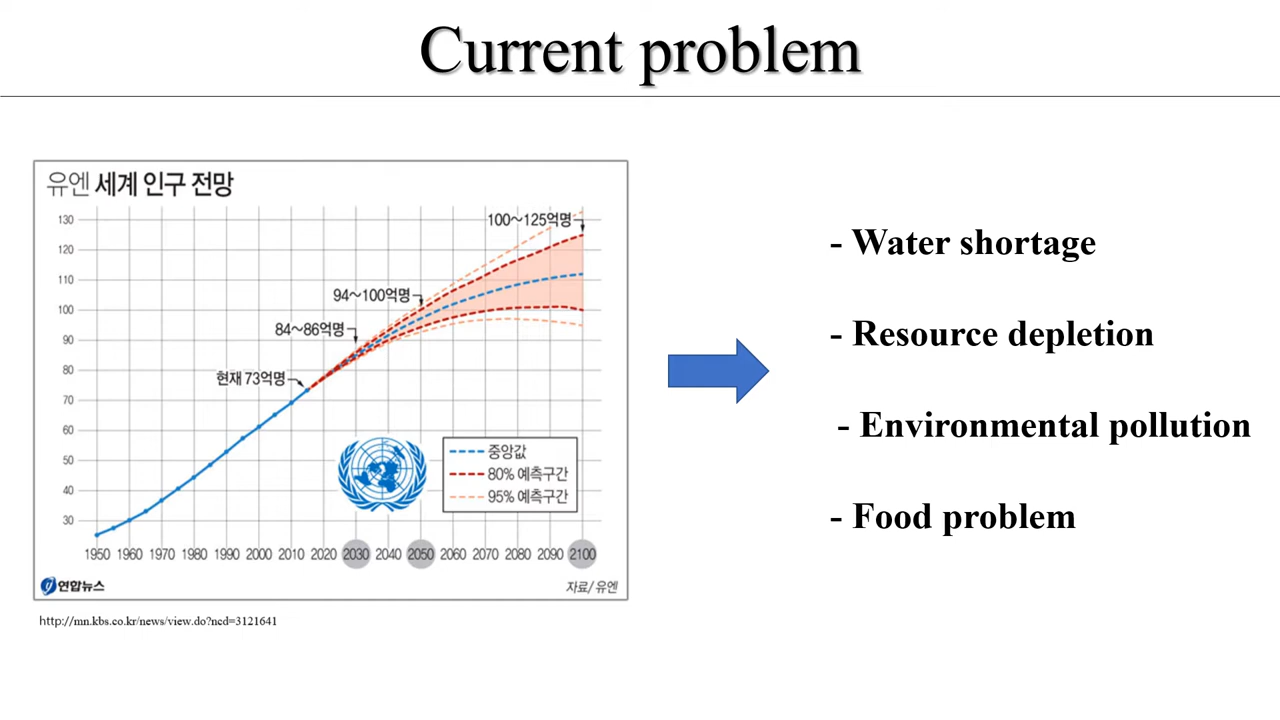 Current problem
유엔 세계 인구 전망
130
120
110
100
90
80
70
60
50
40
30
100~125억명
94~100억명
84~86억명
현재 73억명
중앙값
80% 예측구간
95% 예측구간
1950 1960 1970 1980 1990 2000 2010 2020 2030 2040 2050 2060 2070 2080 2090 2100
연합뉴스
자료/ 유엔
http://mn.kbs.co.kr/news/view.do?ncd=3121641
- Water shortage
- Resource depletion
- Environmental pollution
- Food problem